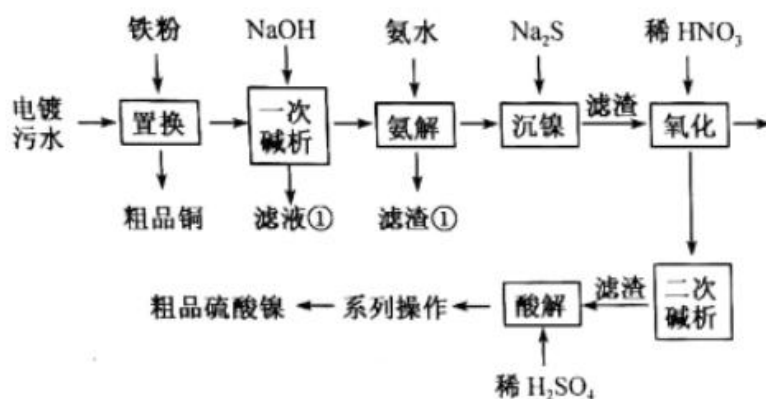 铁粉 NaOH 氨水 Na₂S 稀 HNO₃
电镀污水 置换 一次碱析 氨解 沉镍 滤渣 氧化
粗品铜 滤液① 滤渣①
粗品硫酸镍 系列操作 酸解 滤渣 二次碱析
稀 H₂SO₄